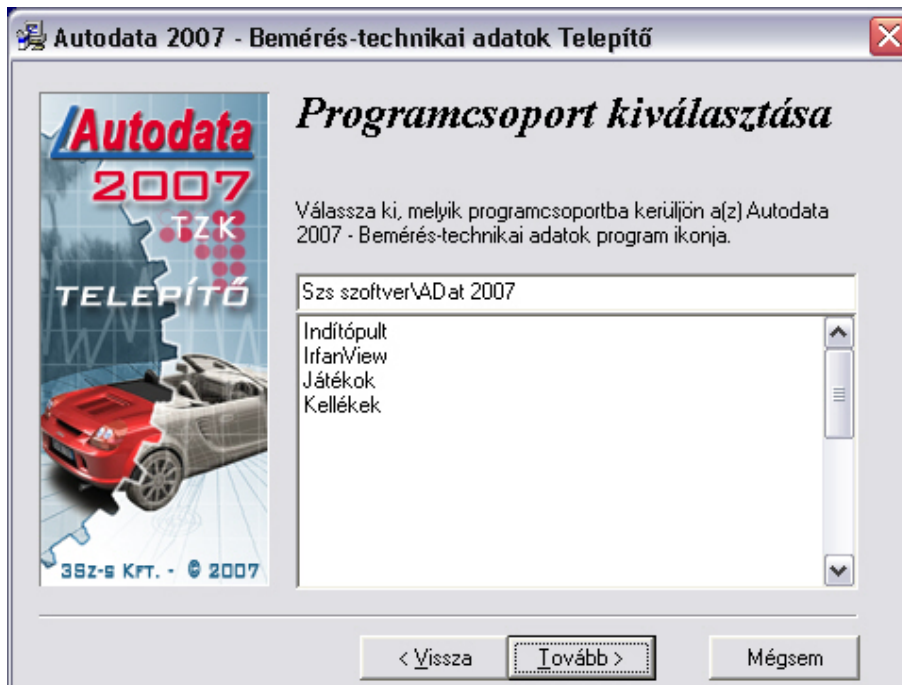 Autodata 2007 - Bemérés-technikai adatok Telepítő
Autodata
2007
TZK
TELEPÍTŐ
3Sz-s Kft. - © 2007
Programcsoport kiválasztása
Válassza ki, melyik programcsoportba kerüljön a(z) Autodata
2007 - Bemérés-technikai adatok program ikonja.
Szs szoftver\ADat 2007
Indítópult
IrfanView
Játékok
Kellékek
< Vissza
Tovább >
Mégsem